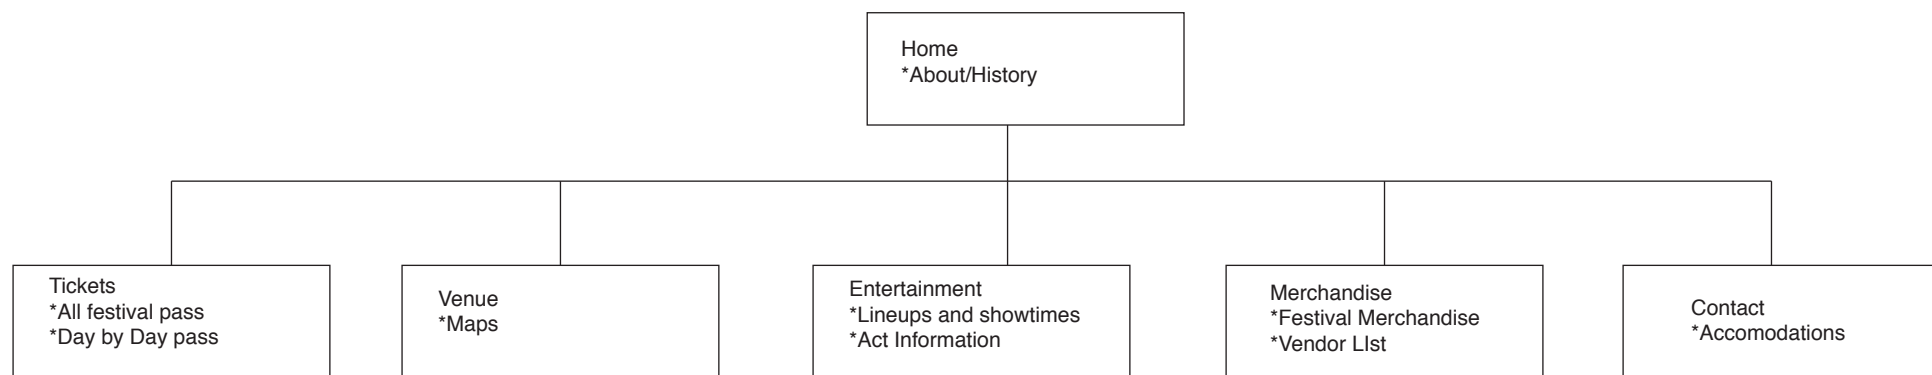 Home
*About/History
Tickets
*All festival pass
*Day by Day pass
Venue
*Maps
Entertainment
*Lineups and showtimes
*Act Information
Merchandise
*Festival Merchandise
*Vendor LIst
Contact
*Accomodations